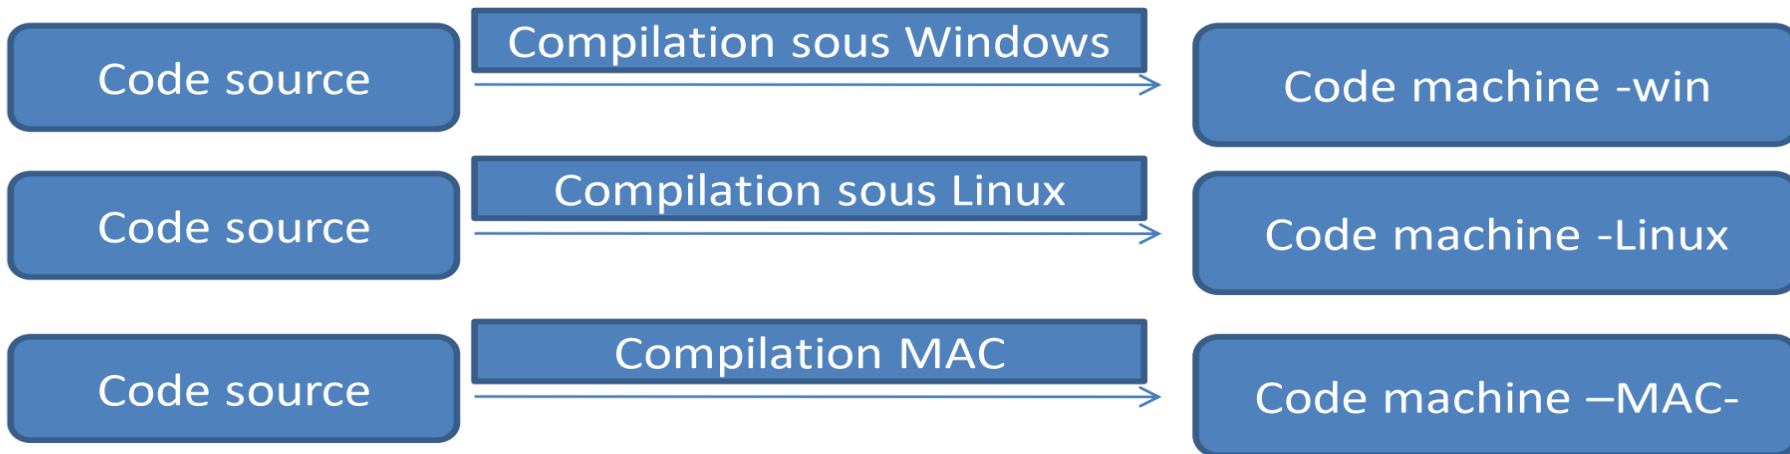 Code source
Compilation sous Windows
Code machine -win
Code source
Compilation sous Linux
Code machine -Linux
Code source
Compilation MAC
Code machine –MAC-